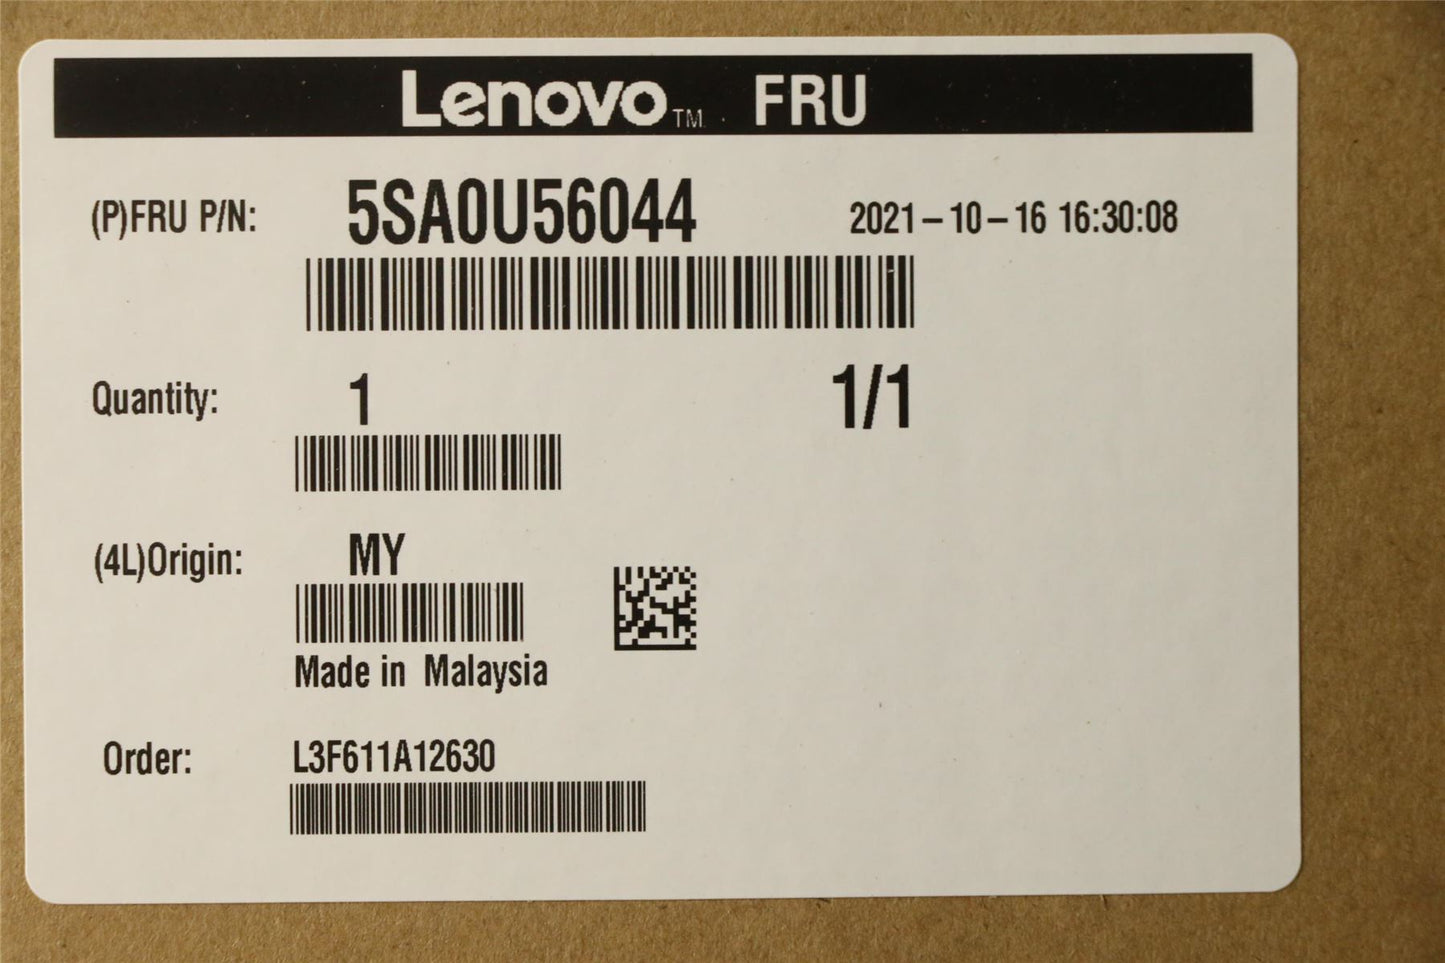 Lenovo™ FRU
(P)FRU P/N: 5SA0U56044 2021-10-16 16:30:08
Quantity: 1 1/1
(4L)Origin: MY
Made in Malaysia
Order: L3F611A12630